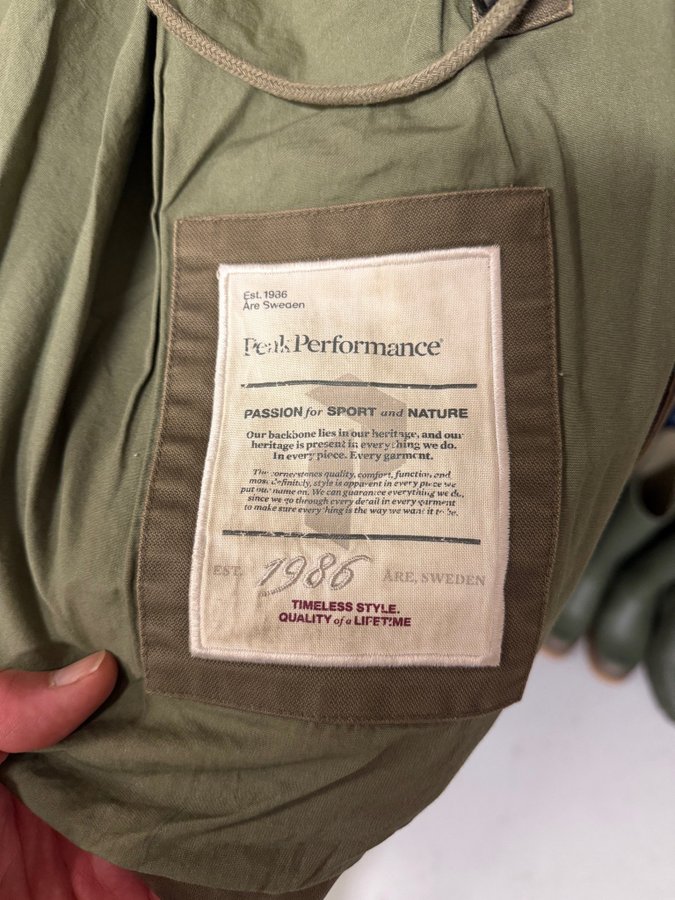 Est. 1986
Åre Sweden
Peak Performance®
PASSION for SPORT and NATURE
Our backbone lies in our heritage, and our
heritage is present in everything we do.
In every piece. Every garment.
The cornerstones quality, comfort, function, and
most definitely, style is apparent in every piece we
put our name on. We can guarantee everything we do,
since we go through every detail in every garment
to make sure everything is the way we want it to be.
EST. 1986 ÅRE, SWEDEN
TIMELESS STYLE.
QUALITY of a LIFETIME